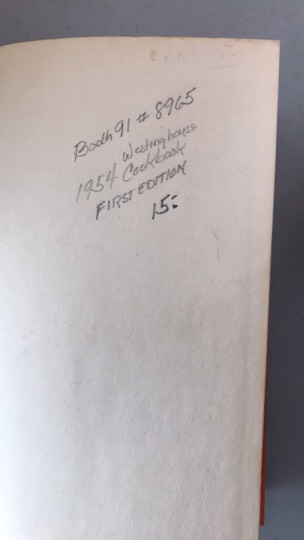 Booth 91 # 8965
Westinghouse
1954 Cookbook
FIRST EDITION
15-